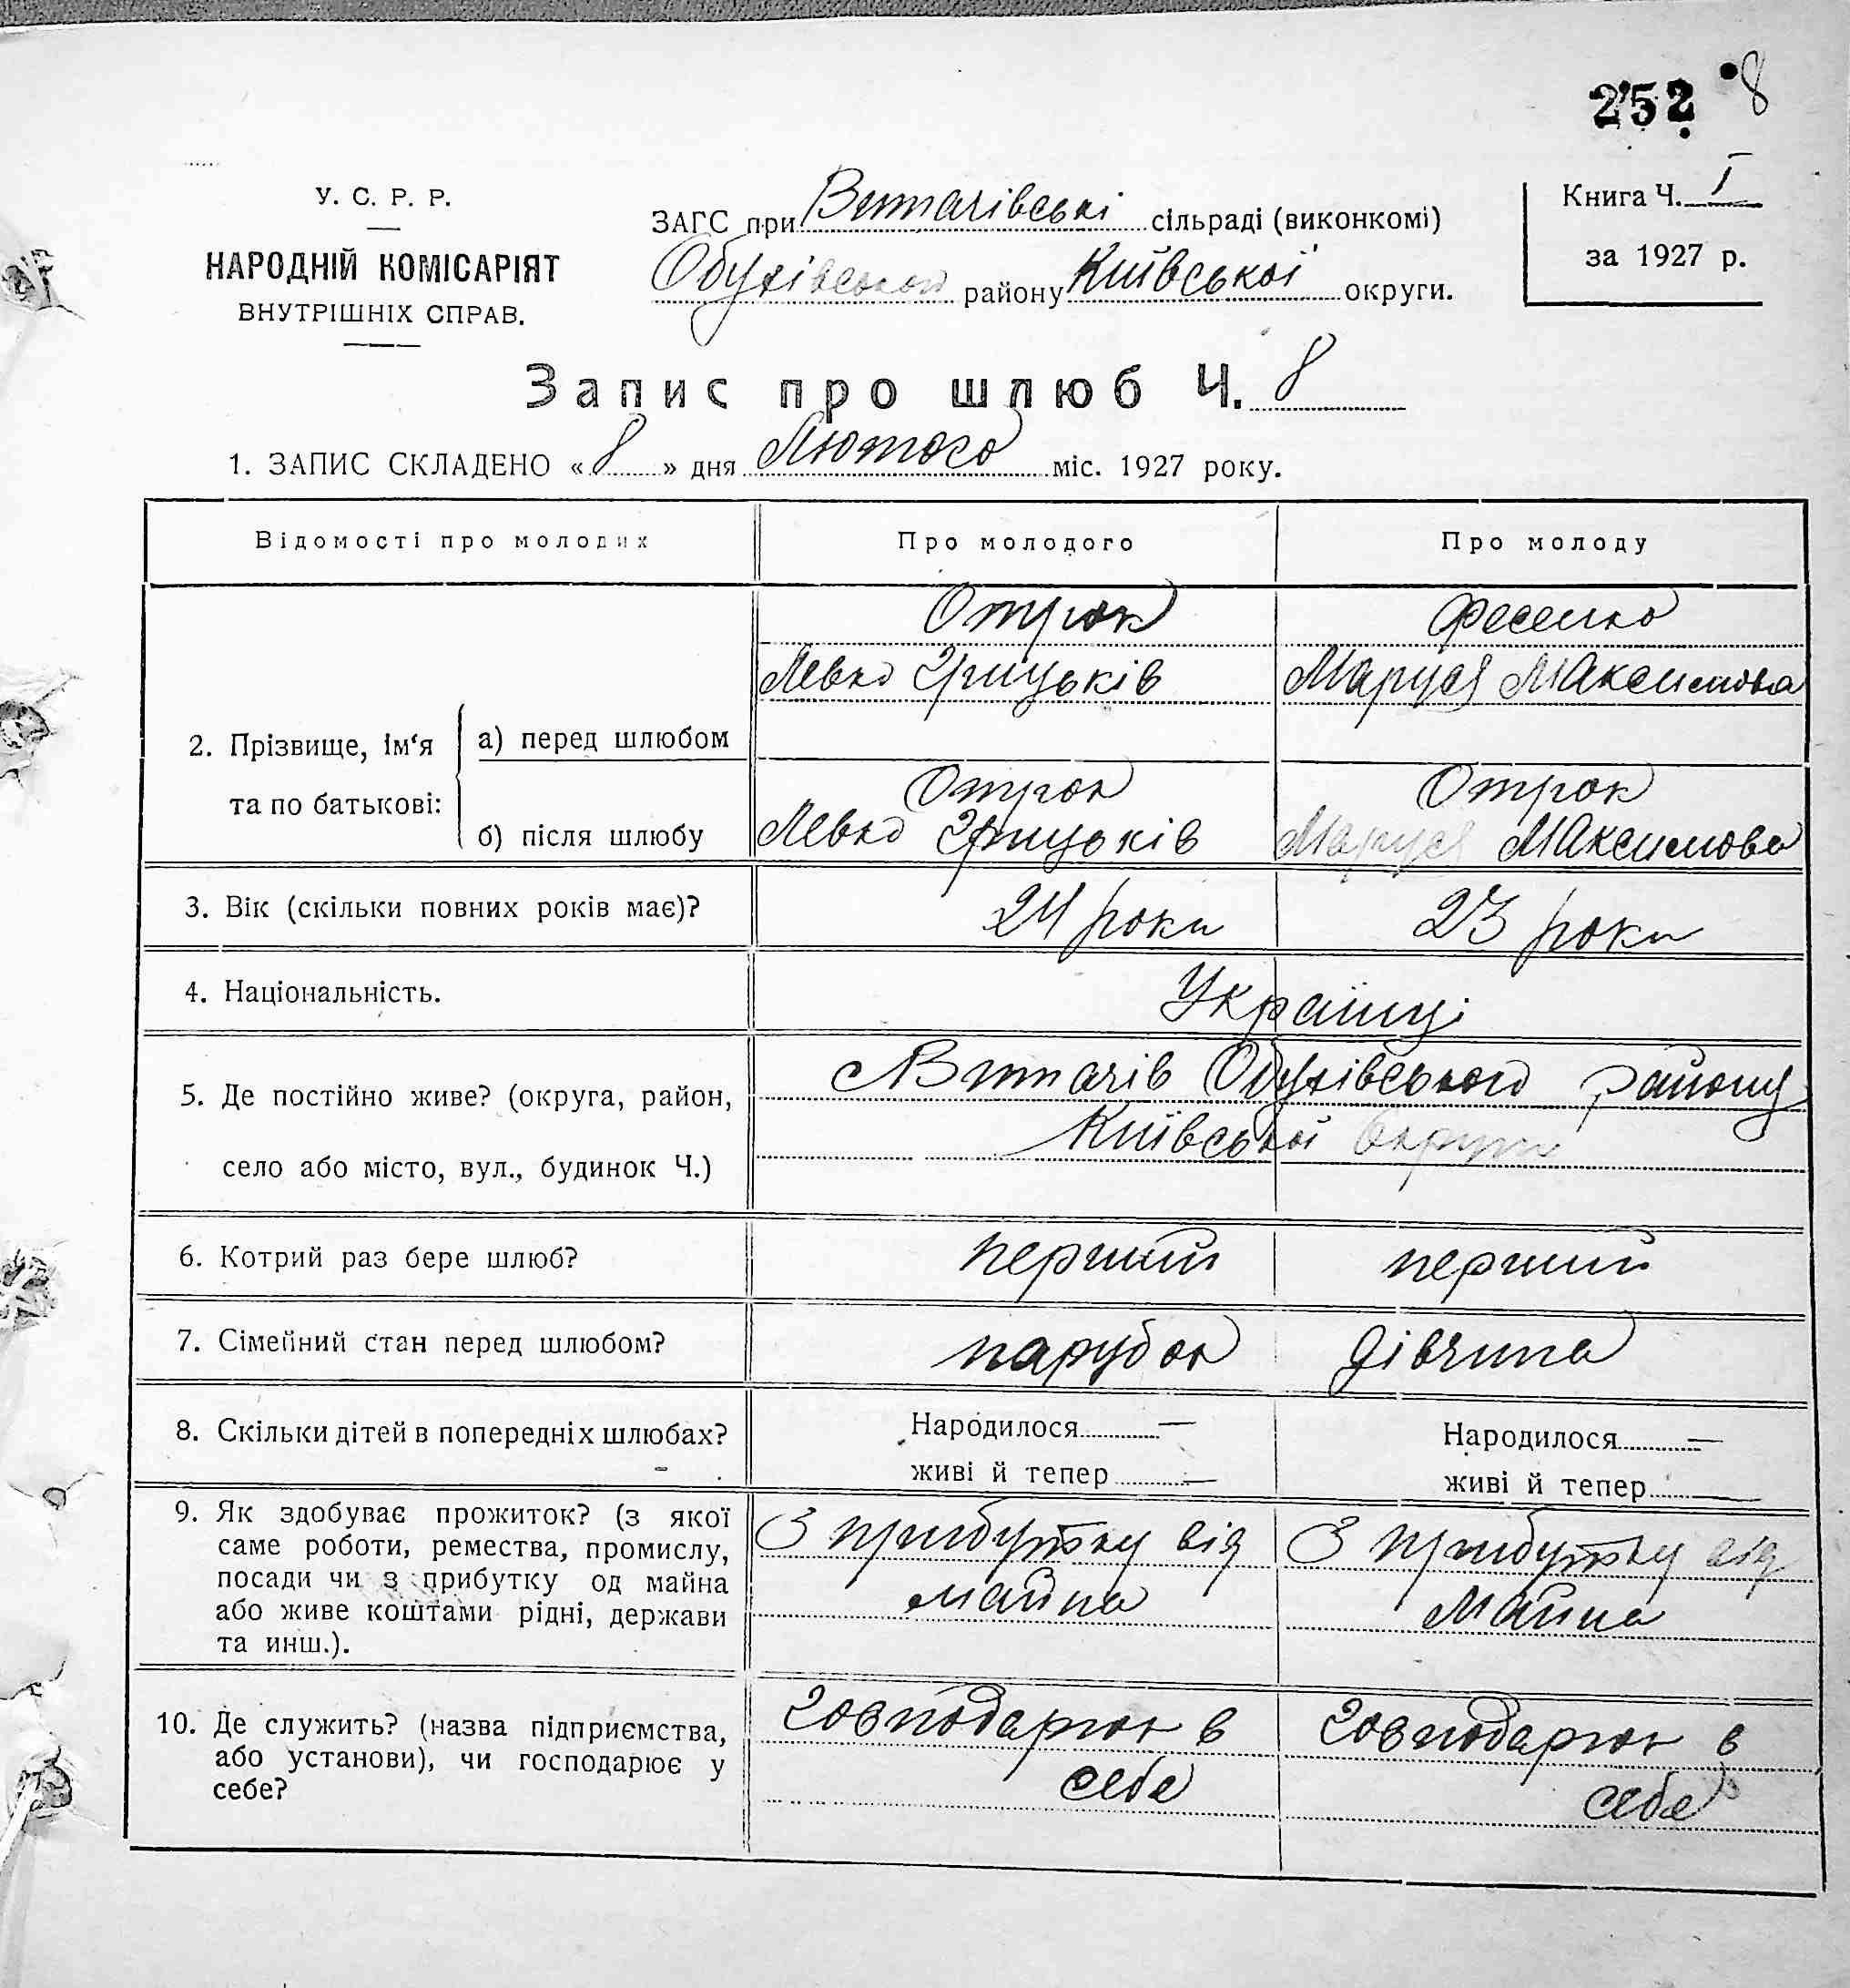 252 8
У. С. Р. Р.
НАРОДНІЙ КОМІСАРІЯТ
ВНУТРІШНІХ СПРАВ.
ЗАГС при Витачівські сільраді (виконкомі)
Обухівського району Київської округи.
Книга Ч. I
за 1927 р.
Запис про шлюб Ч. 8
1. ЗАПИС СКЛАДЕНО « 8 » дня Лютого міс. 1927 року.
Відомості про молодих Про молодого Про молоду
2. Прізвище, ім‘я та по батькові:
а) перед шлюбом
Отрок
Левко Грицьків
Фесенко
Маруся Максимова
б) після шлюбу
Отрок
Левко Грицьків
Отрок
Маруся Максимова
3. Вік (скільки повних років має)? 24 роки 23 роки
4. Національність. Українці
5. Де постійно живе? (округа, район,
село або місто, вул., будинок Ч.)
с Витачів Обухівського району
Київської округи
6. Котрий раз бере шлюб? перший перший
7. Сімейний стан перед шлюбом? парубок дівчина
8. Скільки дітей в попередніх шлюбах?
Народилося —
живі й тепер —
Народилося —
живі й тепер —
9. Як здобуває прожиток? (з якої
саме роботи, ремества, промислу,
посади чи з прибутку од майна
або живе коштами рідні, держави
та инш.).
З прибутку від
майна
З прибутку від
майна
10. Де служить? (назва підприємства,
або установи), чи господарює у
себе?
в
себе
в
себе